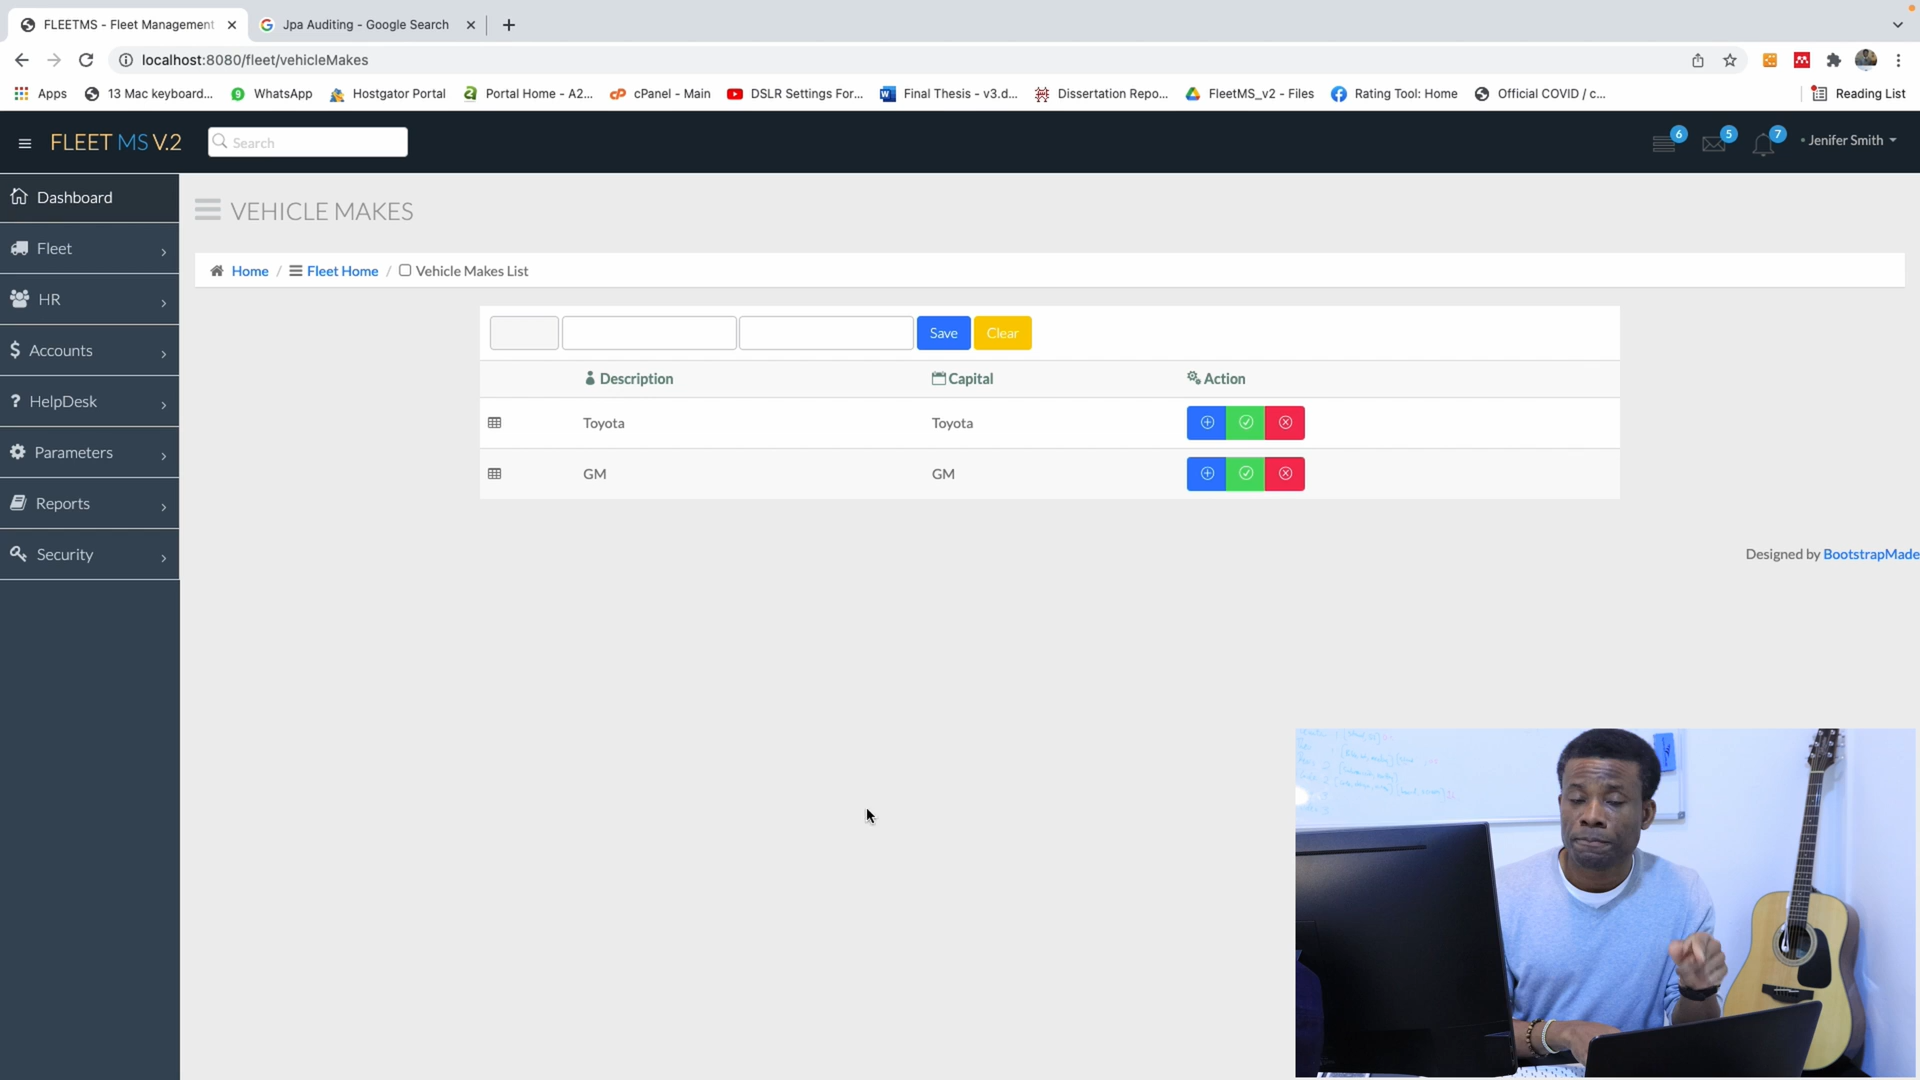 FLEETMS - Fleet Management
Jpa Auditing - Google Search
localhost:8080/fleet/vehicleMakes
Apps 13 Mac keyboard... WhatsApp Hostgator Portal Portal Home - A2... cPanel - Main DSLR Settings For... Final Thesis - v3.d... Dissertation Repo... FleetMS_v2 - Files Rating Tool: Home Official COVID / c... Reading List
FLEET MS V.2
Search
6 5 7
Jenifer Smith
Dashboard
Fleet
HR
Accounts
HelpDesk
Parameters
Reports
Security
VEHICLE MAKES
Home / Fleet Home / Vehicle Makes List
Save Clear
Description Capital Action
Toyota Toyota
GM GM
Designed by BootstrapMade